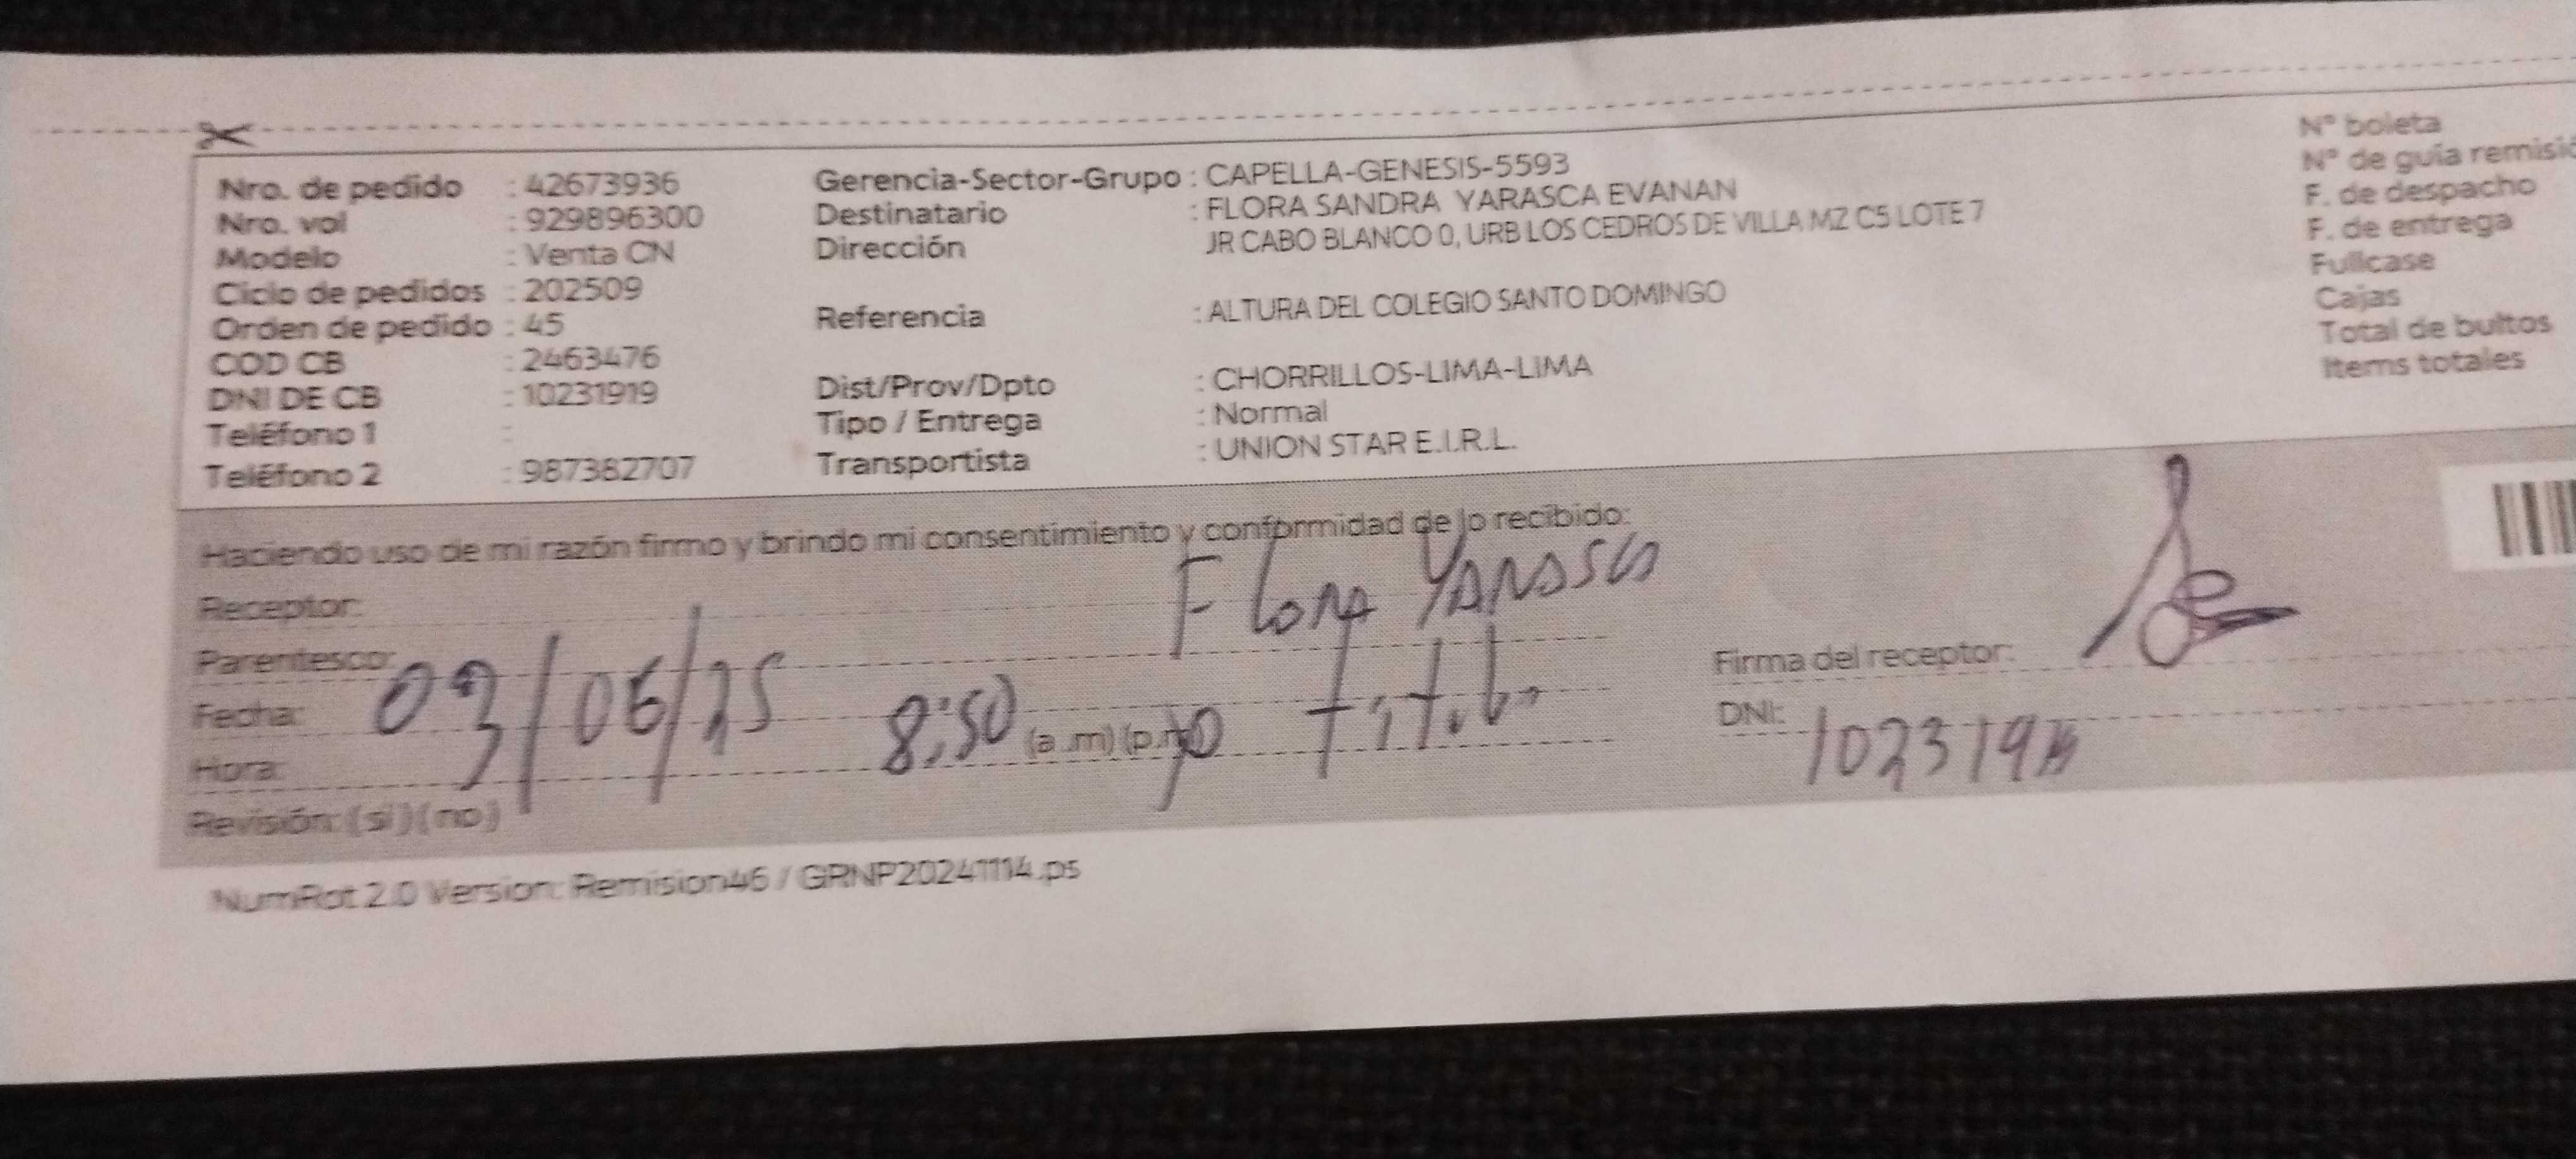 Nro. de pedido : 42673936
Nro. vol : 929896300
Modelo : Venta CN
Ciclo de pedidos : 202509
Orden de pedido : 45
COD CB : 2463476
DNI DE CB : 10231919
Teléfono 1 :
Teléfono 2 : 987382707
Gerencia-Sector-Grupo : CAPELLA-GENESIS-5593
Destinatario : FLORA SANDRA YARASCA EVANAN
Dirección JR CABO BLANCO 0, URB LOS CEDROS DE VILLA MZ C5 LOTE 7
Referencia : ALTURA DEL COLEGIO SANTO DOMINGO
Dist/Prov/Dpto : CHORRILLOS-LIMA-LIMA
Tipo / Entrega : Normal
Transportista : UNION STAR E.I.R.L.
N° boleta
N° de guía remisió
F. de despacho
F. de entrega
Fullcase
Cajas
Total de bultos
Items totales
Haciendo uso de mi razón firmo y brindo mi consentimiento y conformidad de lo recibido:
Receptor: Flora Yarasca
Parentesco:
Fecha: 03/06/25
Hora: 8:50 (a.m) (p.m)
Revisión: (si) (no)
Firma del receptor:
DNI:
NumRot 2.0 Version: Remision46 / GRNP20241114.ps